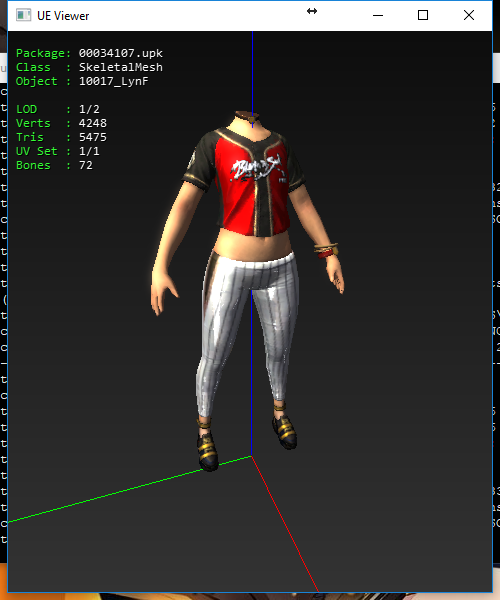 UE Viewer
Package: 00034107.upk
Class  : SkeletalMesh
Object : 10017_LynF
LOD    : 1/2
Verts  : 4248
Tris   : 5475
UV Set : 1/1
Bones  : 72